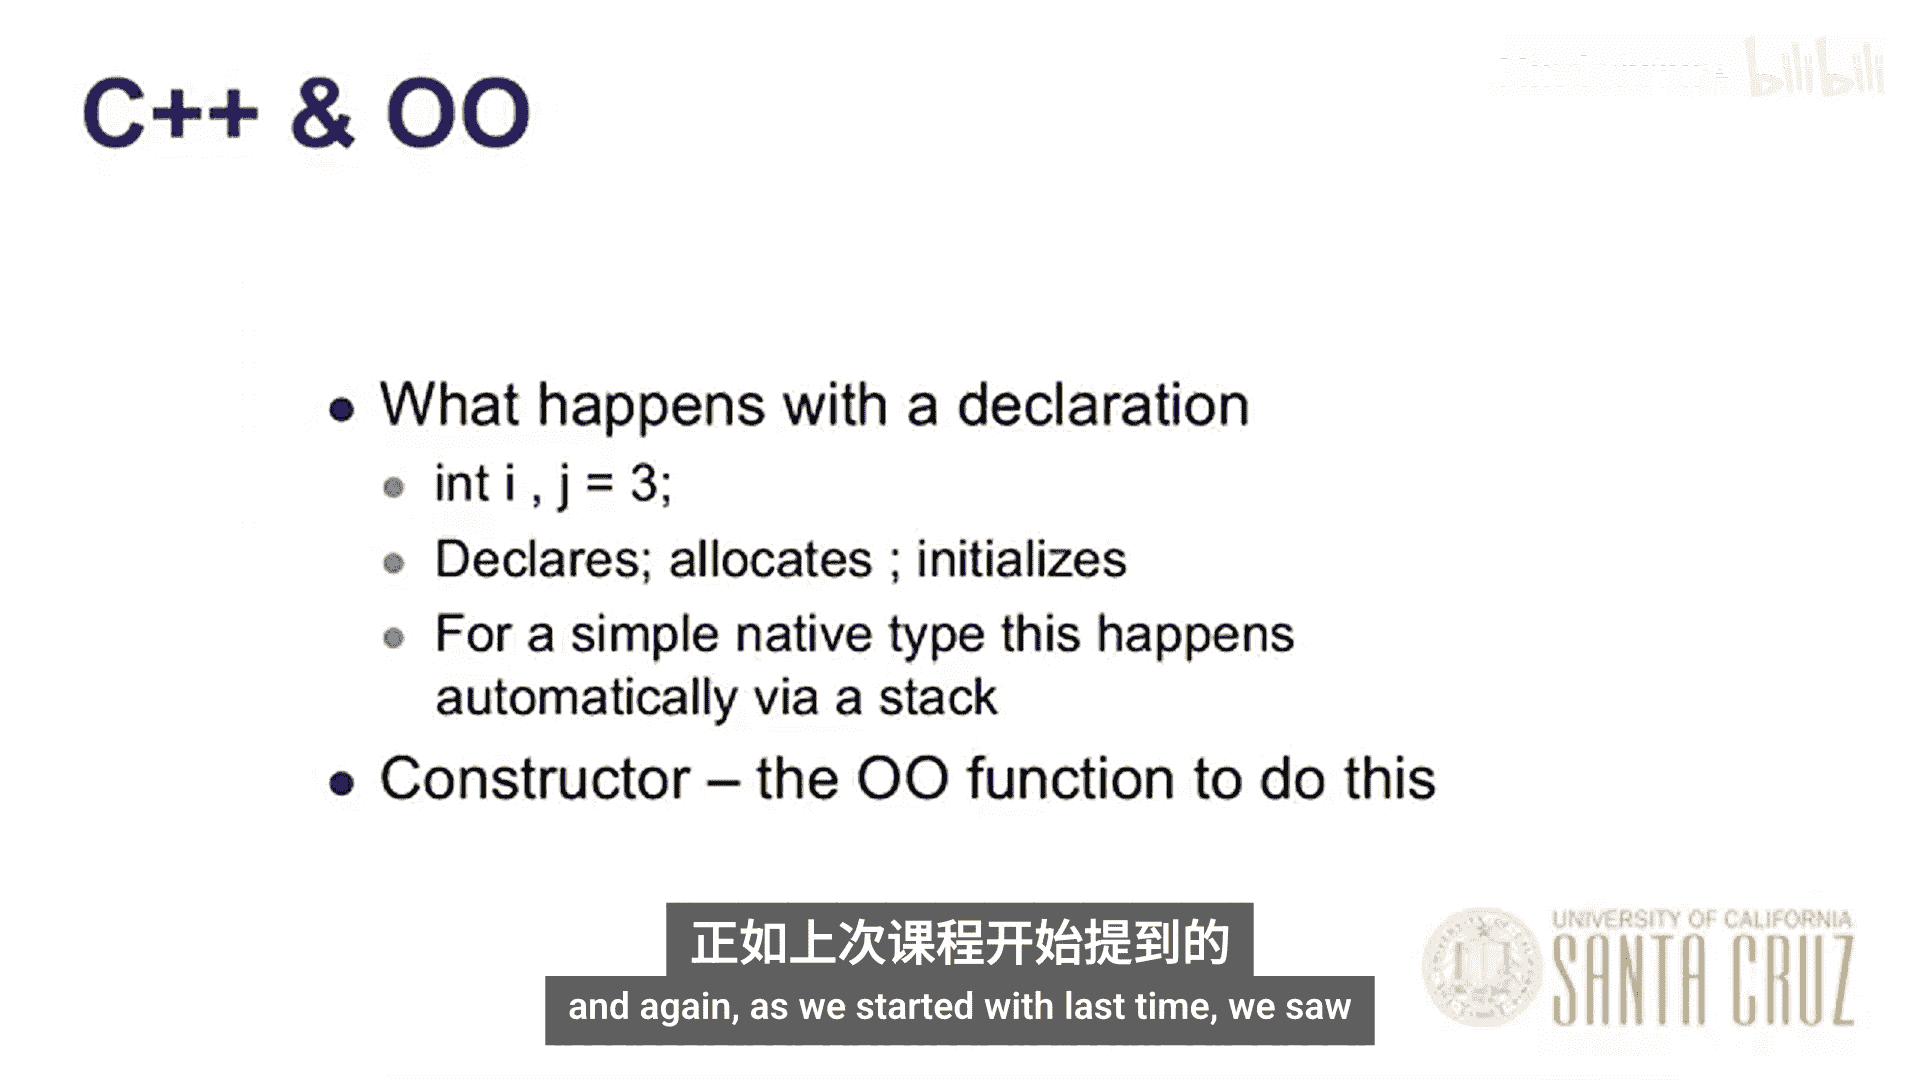 bilibili
C++ & OO
What happens with a declaration
int i , j = 3;
Declares; allocates ; initializes
For a simple native type this happens
automatically via a stack
Constructor – the OO function to do this
正如上次课程开始提到的
and again, as we started with last time, we saw
UNIVERSITY OF CALIFORNIA
SANTA CRUZ